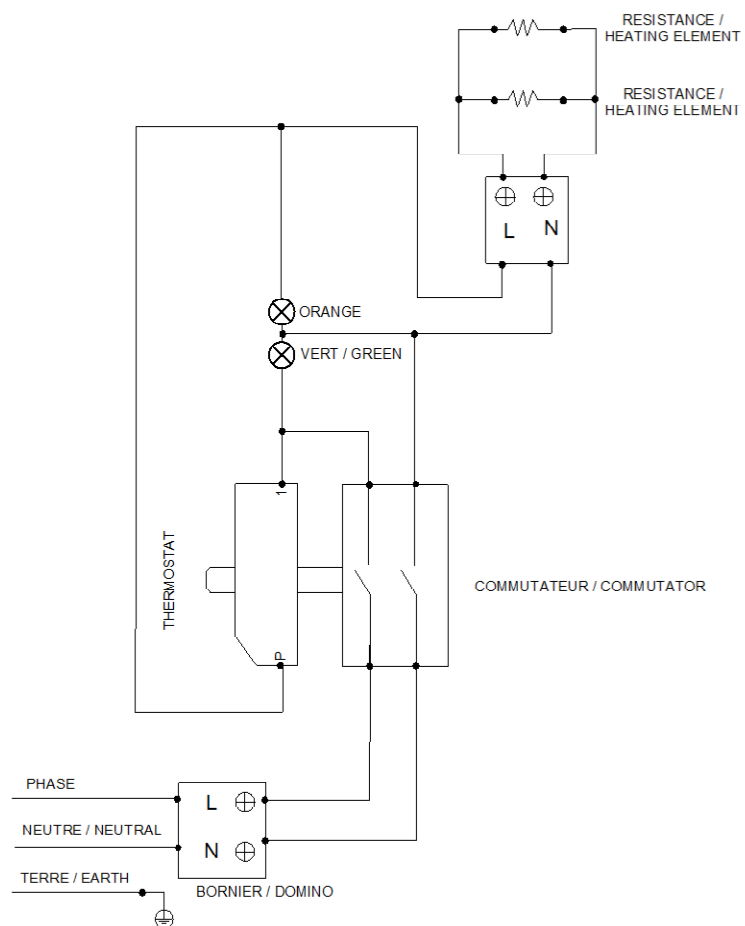 RESISTANCE /
HEATING ELEMENT
RESISTANCE /
HEATING ELEMENT
L N
ORANGE
VERT / GREEN
1
THERMOSTAT
COMMUTATEUR / COMMUTATOR
P
PHASE
L
NEUTRE / NEUTRAL
N
TERRE / EARTH
BORNIER / DOMINO